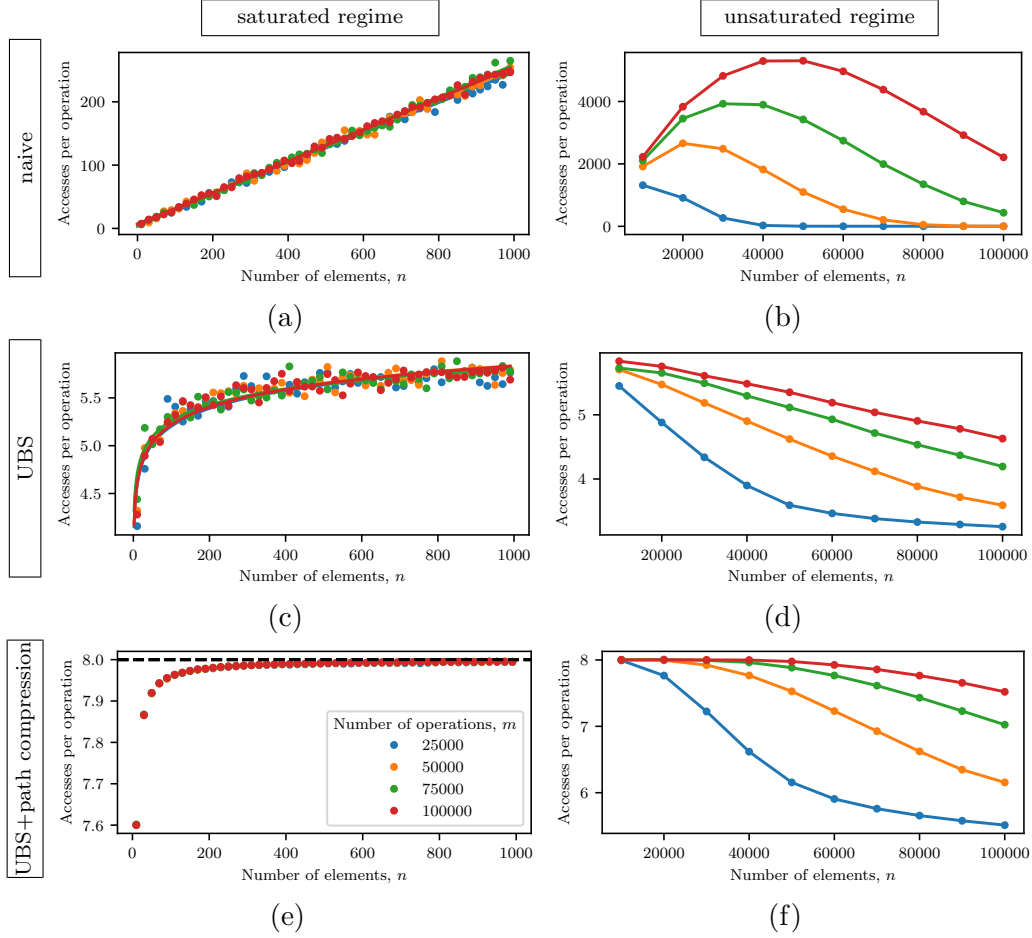 saturated regime
unsaturated regime
naive
Accesses per operation
0
100
200
0
200
400
600
800
1000
Number of elements, n
(a)
Accesses per operation
0
2000
4000
20000
40000
60000
80000
100000
Number of elements, n
(b)
UBS
Accesses per operation
4.5
5.0
5.5
0
200
400
600
800
1000
Number of elements, n
(c)
Accesses per operation
4
5
20000
40000
60000
80000
100000
Number of elements, n
(d)
UBS+path compression
Accesses per operation
7.6
7.7
7.8
7.9
8.0
Number of operations, m
25000
50000
75000
100000
0
200
400
600
800
1000
Number of elements, n
(e)
Accesses per operation
6
7
8
20000
40000
60000
80000
100000
Number of elements, n
(f)